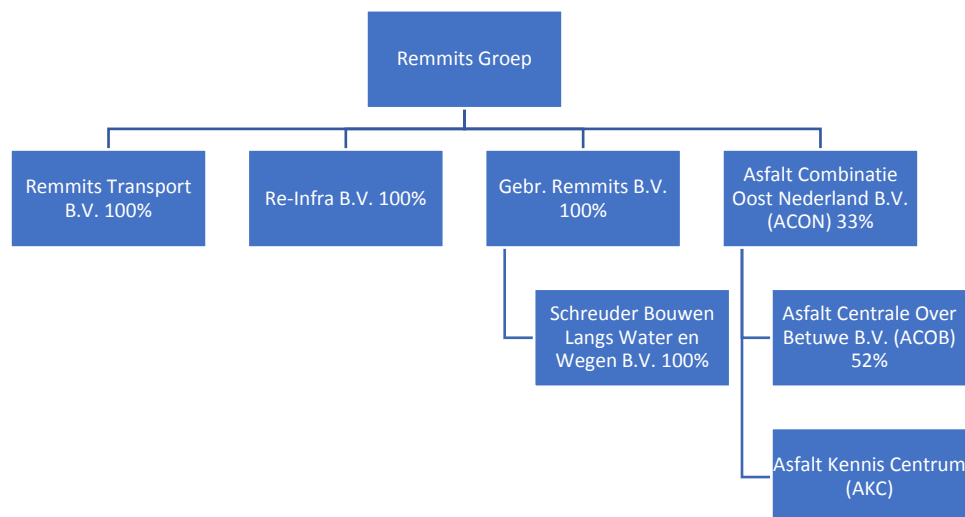 Remmits Groep
Remmits Transport
B.V. 100%
Re-Infra B.V. 100%
Gebr. Remmits B.V.
100%
Asfalt Combinatie
Oost Nederland B.V.
(ACON) 33%
Schreuder Bouwen
Langs Water en
Wegen B.V. 100%
Asfalt Centrale Over
Betuwe B.V. (ACOB)
52%
Asfalt Kennis Centrum
(AKC)